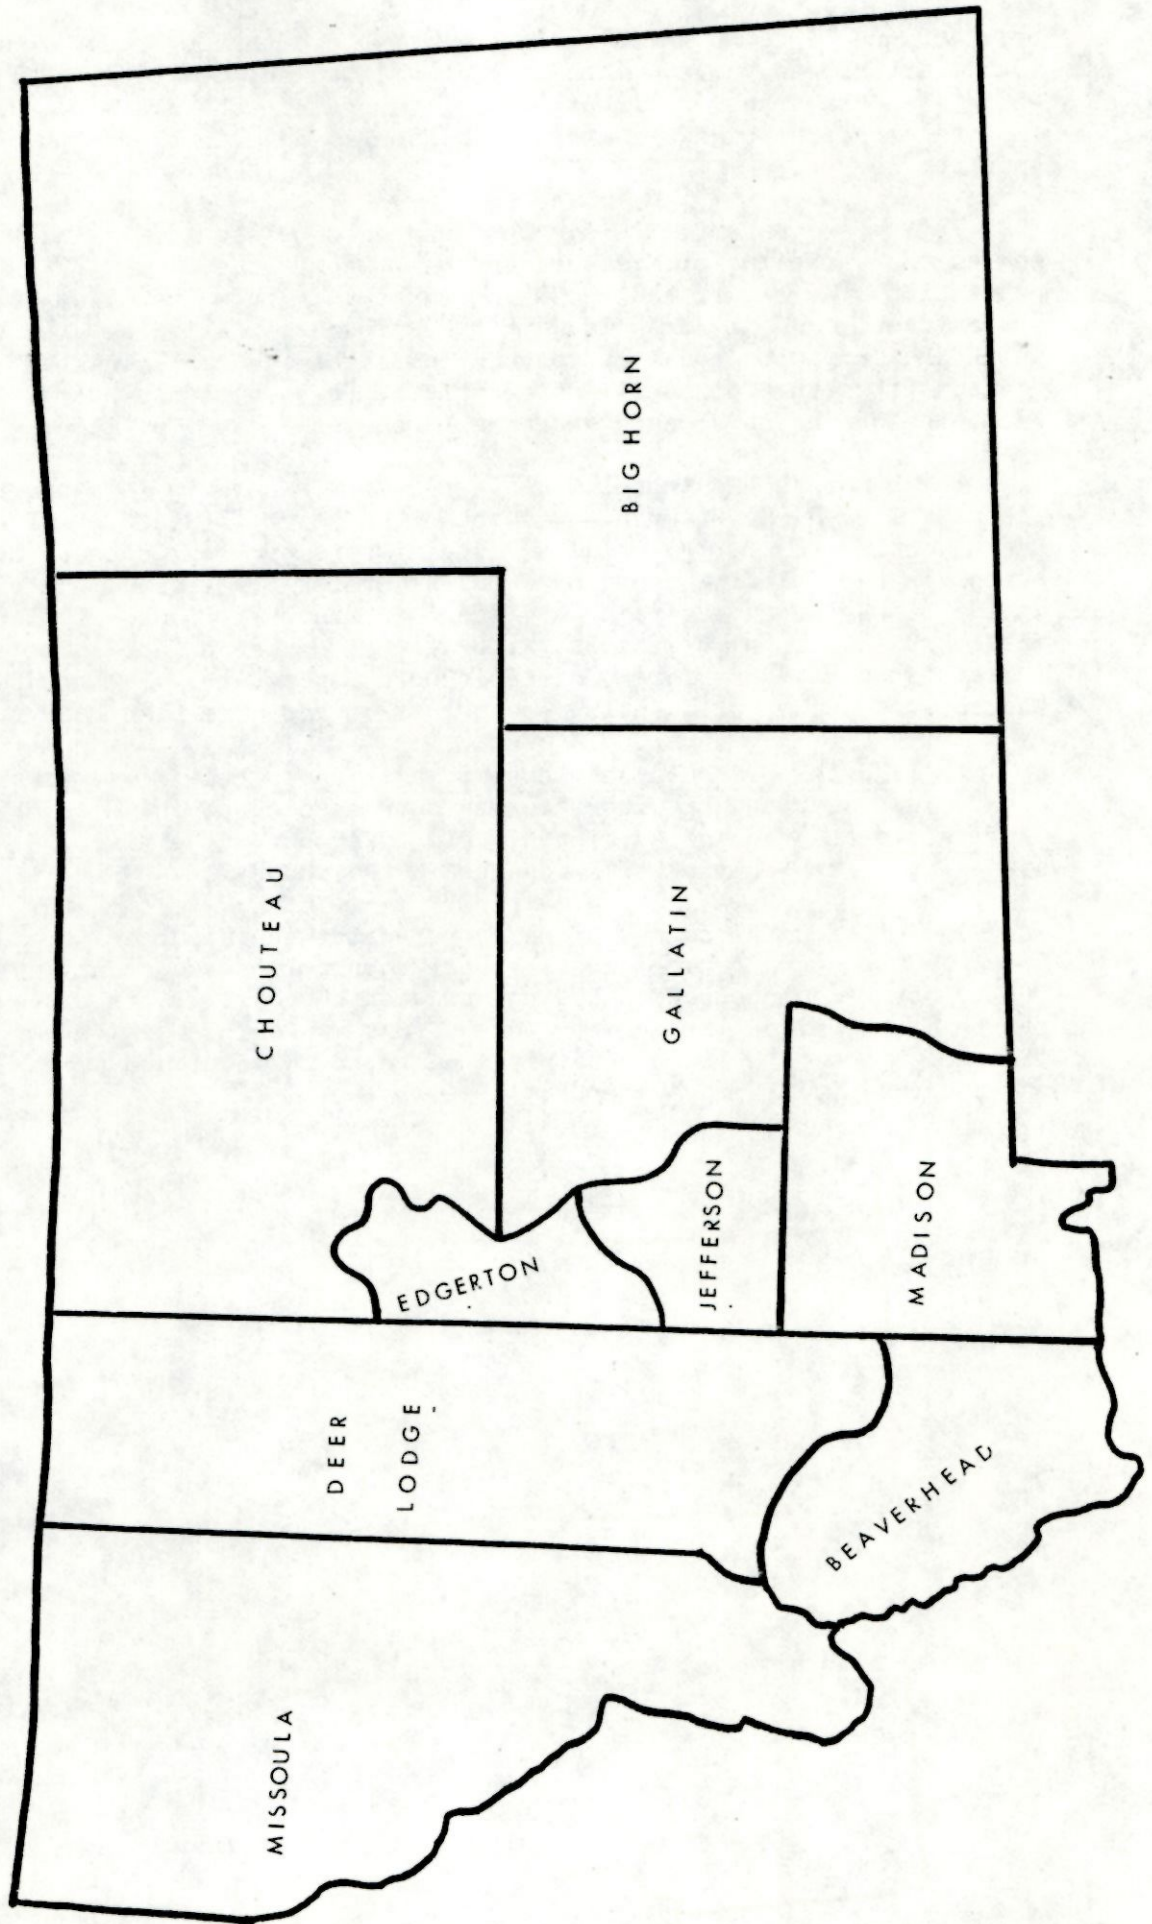 MISSOULA
DEER
LODGE
CHOUTEAU
BIG HORN
EDGERTON
GALLATIN
JEFFERSON
MADISON
BEAVERHEAD